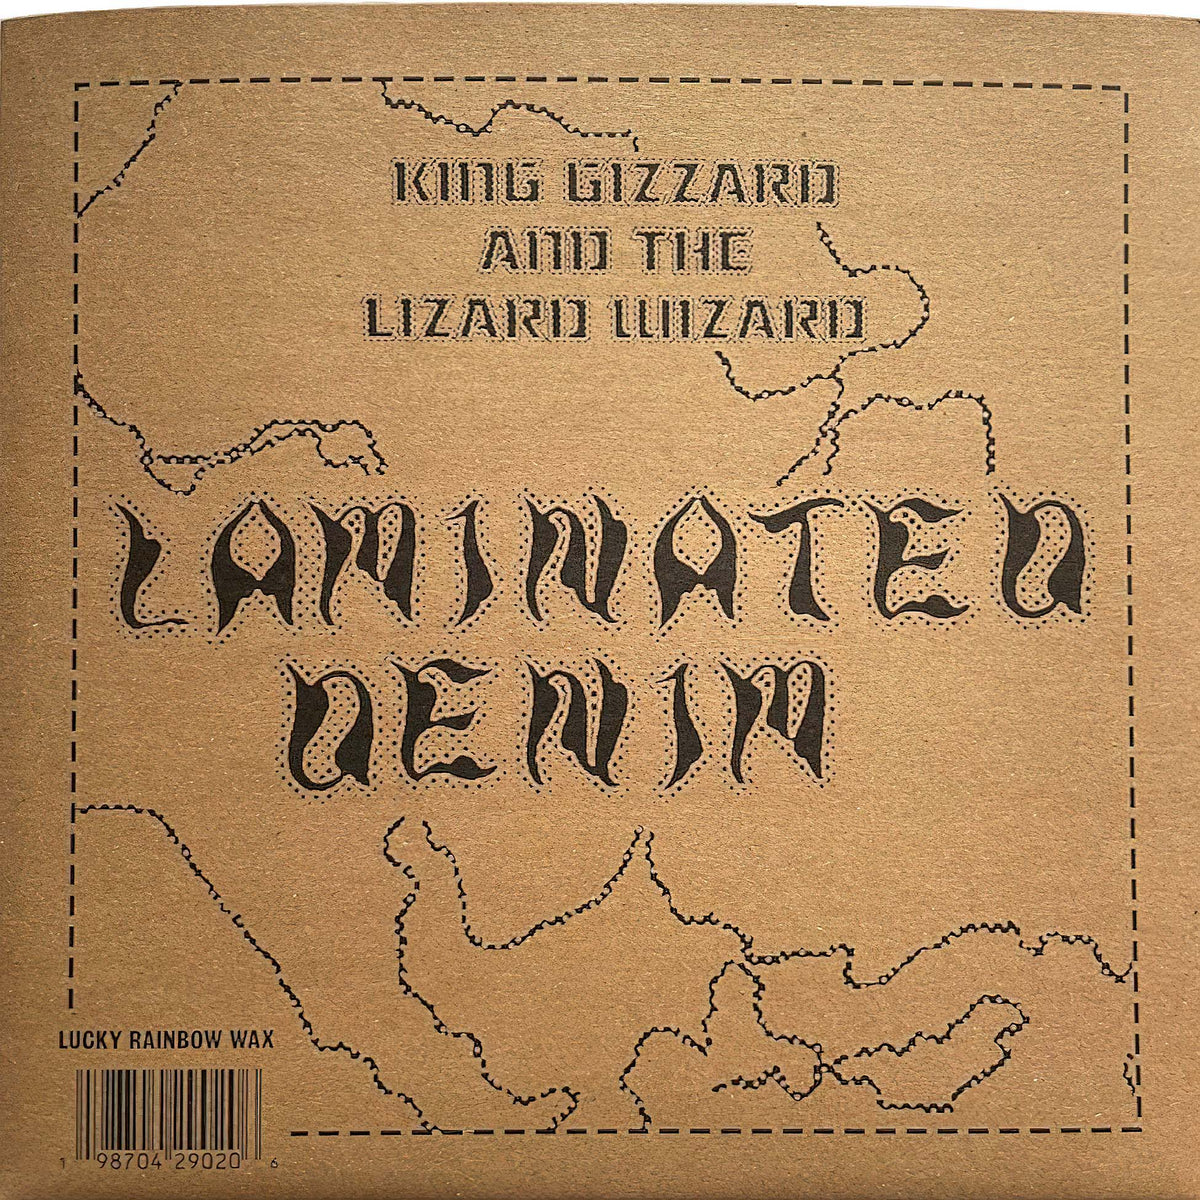 KING GIZZARD
AND THE
LIZARD WIZARD
LAMINATED
DENIM
LUCKY RAINBOW WAX
1 98704 29020 6